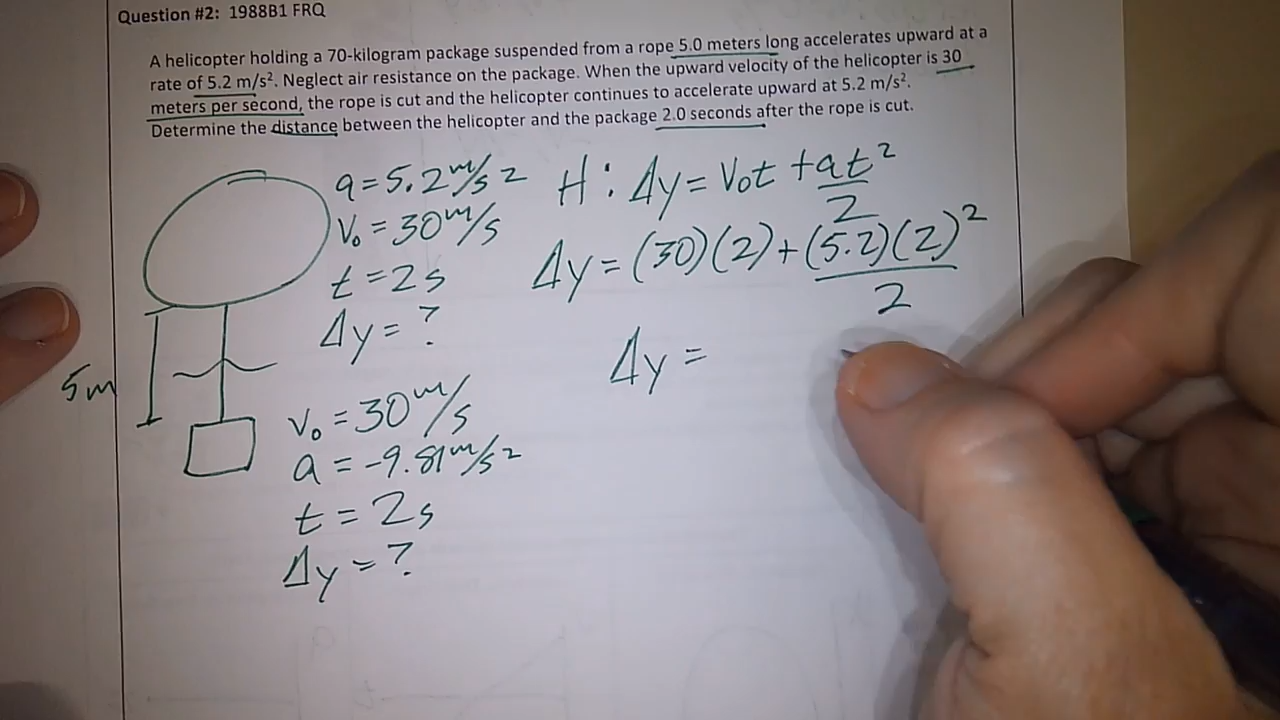 Question #2: 1988B1 FRQ
A helicopter holding a 70-kilogram package suspended from a rope 5.0 meters long accelerates upward at a
rate of 5.2 m/s². Neglect air resistance on the package. When the upward velocity of the helicopter is 30
meters per second, the rope is cut and the helicopter continues to accelerate upward at 5.2 m/s².
Determine the distance between the helicopter and the package 2.0 seconds after the rope is cut.
a = 5.2 m/s2
V₀ = 30 m/s
t = 2s
Δy = ?
5m
V₀ = 30 m/s
a = -9.81 m/s2
t = 2s
Δy = ?
H: Δy = V₀t + at²/2
Δy = (30)(2) + (5.2)(2)²/2
Δy =